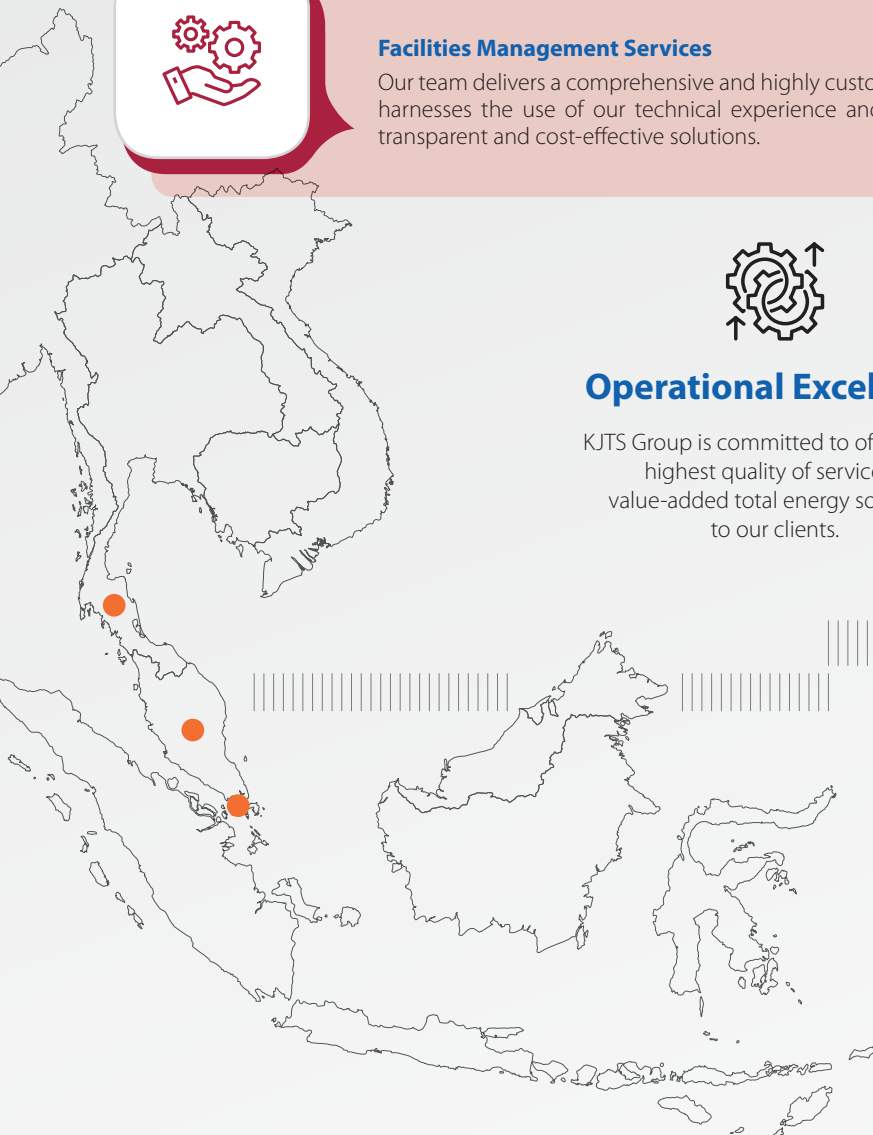 Facilities Management Services
Our team delivers a comprehensive and highly custo
harnesses the use of our technical experience and
transparent and cost-effective solutions.
Operational Excel
KJTS Group is committed to of
highest quality of service
value-added total energy so
to our clients.